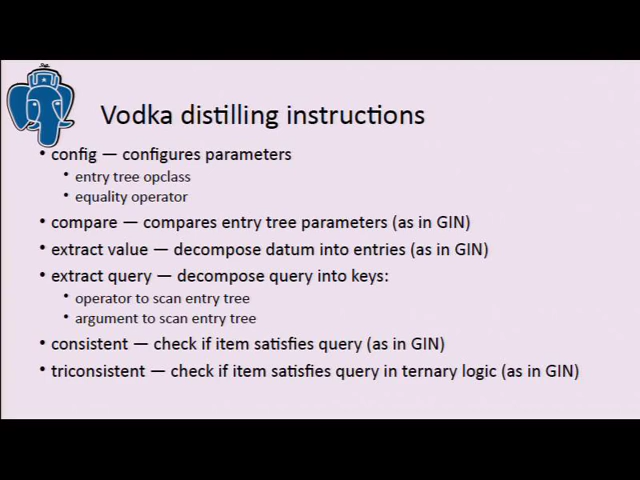 Vodka distilling instructions
• config — configures parameters
• entry tree opclass
• equality operator
• compare — compares entry tree parameters (as in GIN)
• extract value — decompose datum into entries (as in GIN)
• extract query — decompose query into keys:
• operator to scan entry tree
• argument to scan entry tree
• consistent — check if item satisfies query (as in GIN)
• triconsistent — check if item satisfies query in ternary logic (as in GIN)